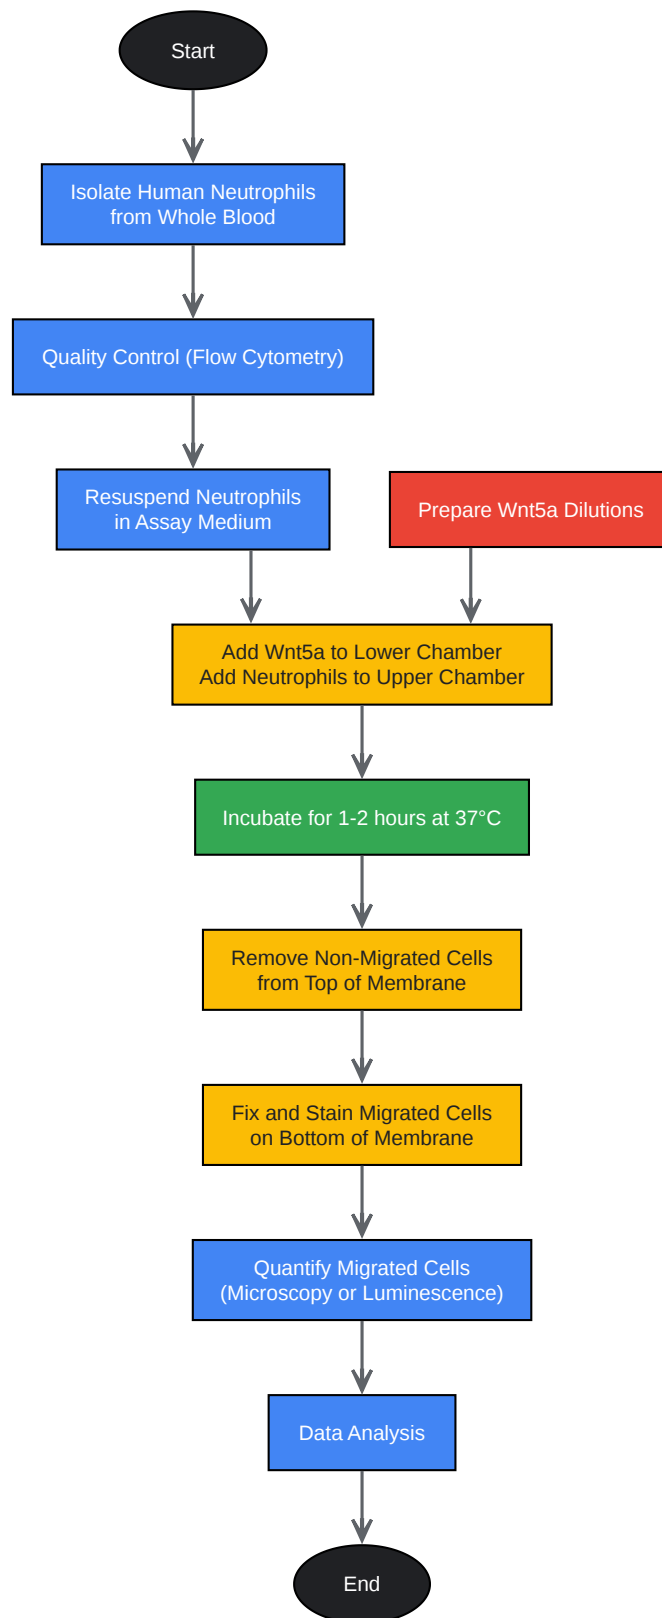 Start
Isolate Human Neutrophils
from Whole Blood
Quality Control (Flow Cytometry)
Resuspend Neutrophils
in Assay Medium
Prepare Wnt5a Dilutions
Add Wnt5a to Lower Chamber
Add Neutrophils to Upper Chamber
Incubate for 1-2 hours at 37°C
Remove Non-Migrated Cells
from Top of Membrane
Fix and Stain Migrated Cells
on Bottom of Membrane
Quantify Migrated Cells
(Microscopy or Luminescence)
Data Analysis
End